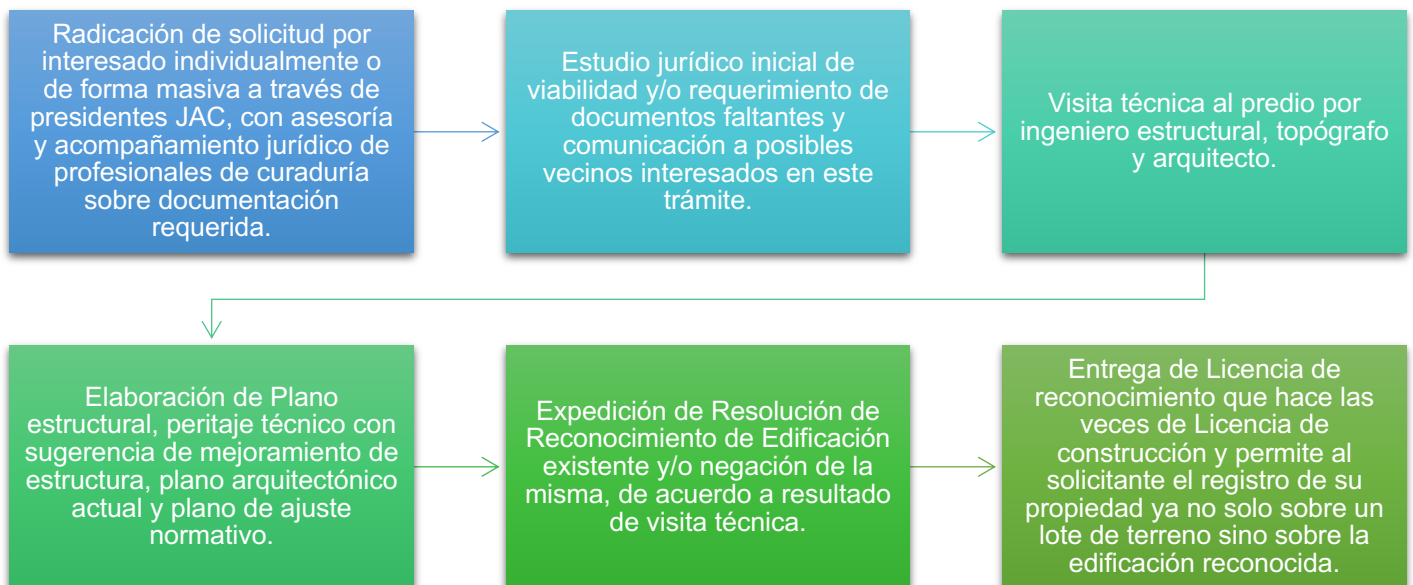 Radicación de solicitud por
interesado individualmente o
de forma masiva a través de
presidentes JAC, con asesoría
y acompañamiento jurídico de
profesionales de curaduría
sobre documentación
requerida.
Estudio jurídico inicial de
viabilidad y/o requerimiento de
documentos faltantes y
comunicación a posibles
vecinos interesados en este
trámite.
Visita técnica al predio por
ingeniero estructural, topógrafo
y arquitecto.
Elaboración de Plano
estructural, peritaje técnico con
sugerencia de mejoramiento de
estructura, plano arquitectónico
actual y plano de ajuste
normativo.
Expedición de Resolución de
Reconocimiento de Edificación
existente y/o negación de la
misma, de acuerdo a resultado
de visita técnica.
Entrega de Licencia de
reconocimiento que hace las
veces de Licencia de
construcción y permite al
solicitante el registro de su
propiedad ya no solo sobre un
lote de terreno sino sobre la
edificación reconocida.